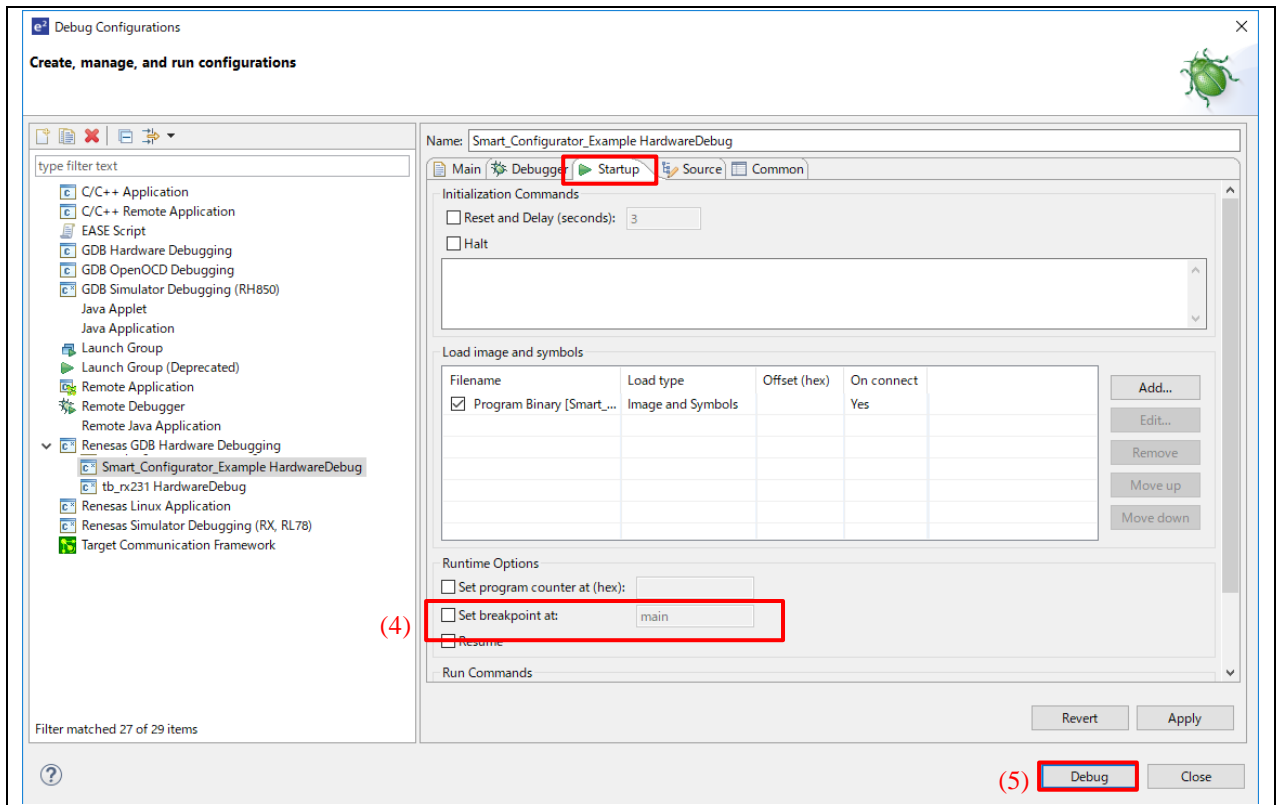 Debug Configurations
Create, manage, and run configurations
type filter text
C/C++ Application
C/C++ Remote Application
EASE Script
GDB Hardware Debugging
GDB OpenOCD Debugging
GDB Simulator Debugging (RH850)
Java Applet
Java Application
Launch Group
Launch Group (Deprecated)
Remote Application
Remote Debugger
Remote Java Application
Renesas GDB Hardware Debugging
Smart_Configurator_Example HardwareDebug
tb_rx231 HardwareDebug
Renesas Linux Application
Renesas Simulator Debugging (RX, RL78)
Target Communication Framework
Filter matched 27 of 29 items
Name: Smart_Configurator_Example HardwareDebug
Main Debugger Startup Source Common
Initialization Commands
Reset and Delay (seconds): 3
Halt
Load image and symbols
Filename Load type Offset (hex) On connect
Program Binary [Smart_... Image and Symbols Yes
Add...
Edit...
Remove
Move up
Move down
Runtime Options
Set program counter at (hex):
(4) Set breakpoint at: main
Resume
Run Commands
Revert Apply
(5) Debug Close